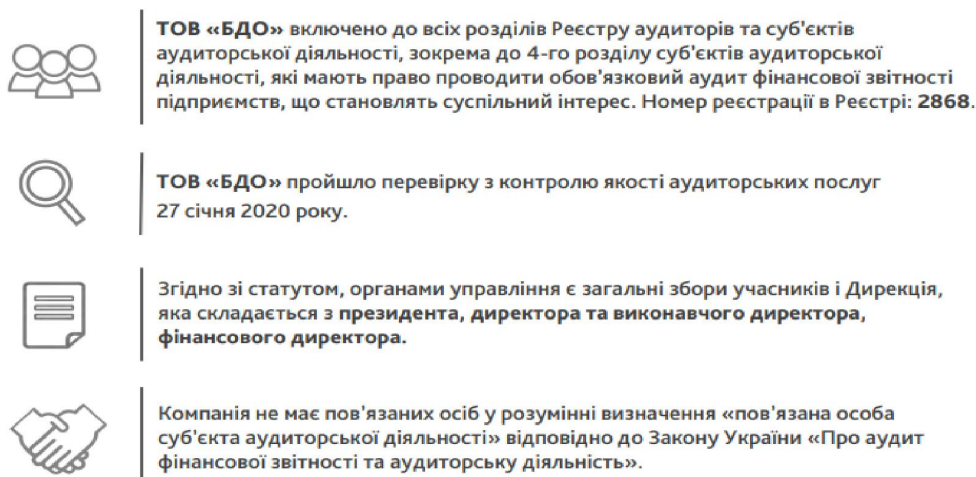 ТОВ «БДО» включено до всіх розділів Реєстру аудиторів та суб'єктів
аудиторської діяльності, зокрема до 4-го розділу суб'єктів аудиторської
діяльності, які мають право проводити обов'язковий аудит фінансової звітності
підприємств, що становлять суспільний інтерес. Номер реєстрації в Реєстрі: 2868.
ТОВ «БДО» пройшло перевірку з контролю якості аудиторських послуг
27 січня 2020 року.
Згідно зі статутом, органами управління є загальні збори учасників і Дирекція,
яка складається з президента, директора та виконавчого директора,
фінансового директора.
Компанія не має пов'язаних осіб у розумінні визначення «пов'язана особа
суб'єкта аудиторської діяльності» відповідно до Закону України «Про аудит
фінансової звітності та аудиторську діяльність».